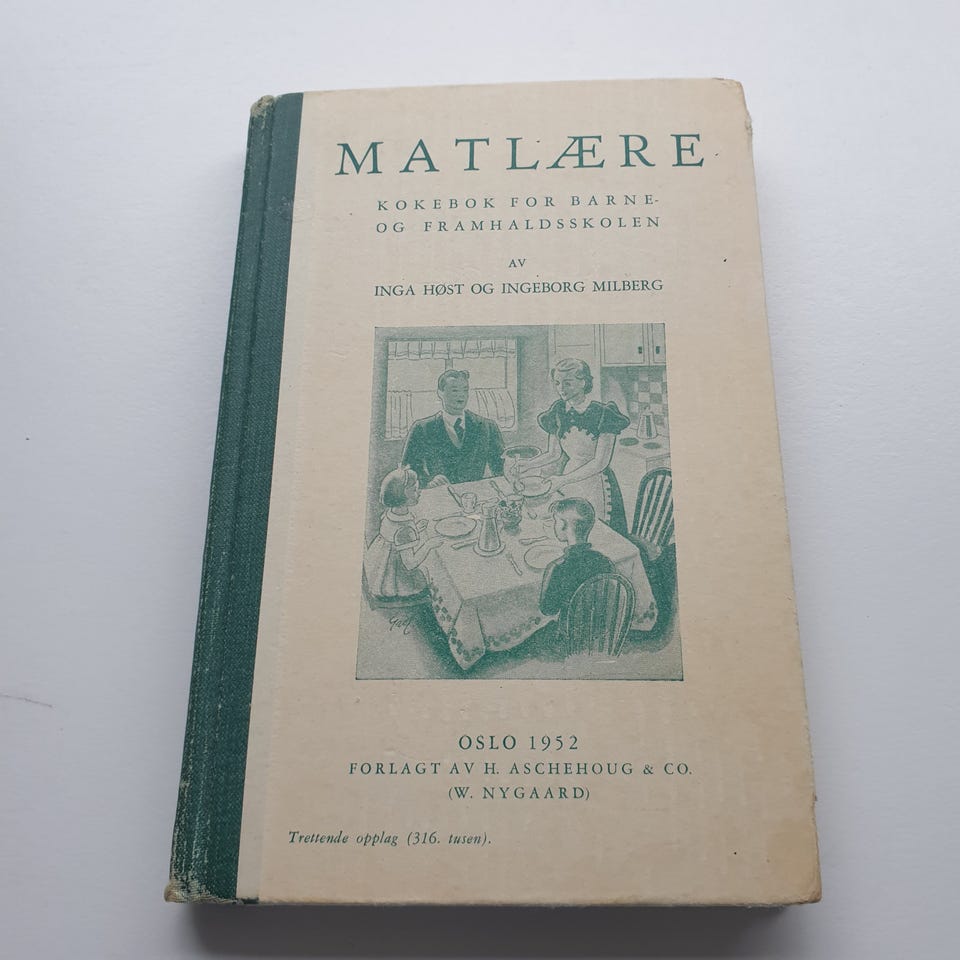 MATLÆRE
KOKEBOK FOR BARNE-
OG FRAMHALDSSKOLEN
AV
INGA HØST OG INGEBORG MILBERG
OSLO 1952
FORLAGT AV H. ASCHEHOUG & CO.
(W. NYGAARD)
Trettende opplag (316. tusen).